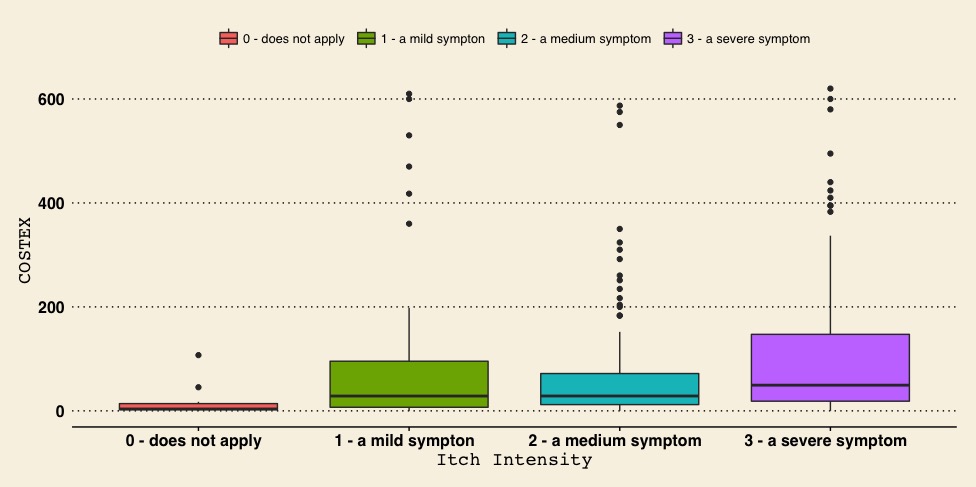 0 - does not apply 1 - a mild sympton 2 - a medium symptom 3 - a severe symptom
600
400
200
0
COSTEX
0 - does not apply 1 - a mild sympton 2 - a medium symptom 3 - a severe symptom
Itch Intensity